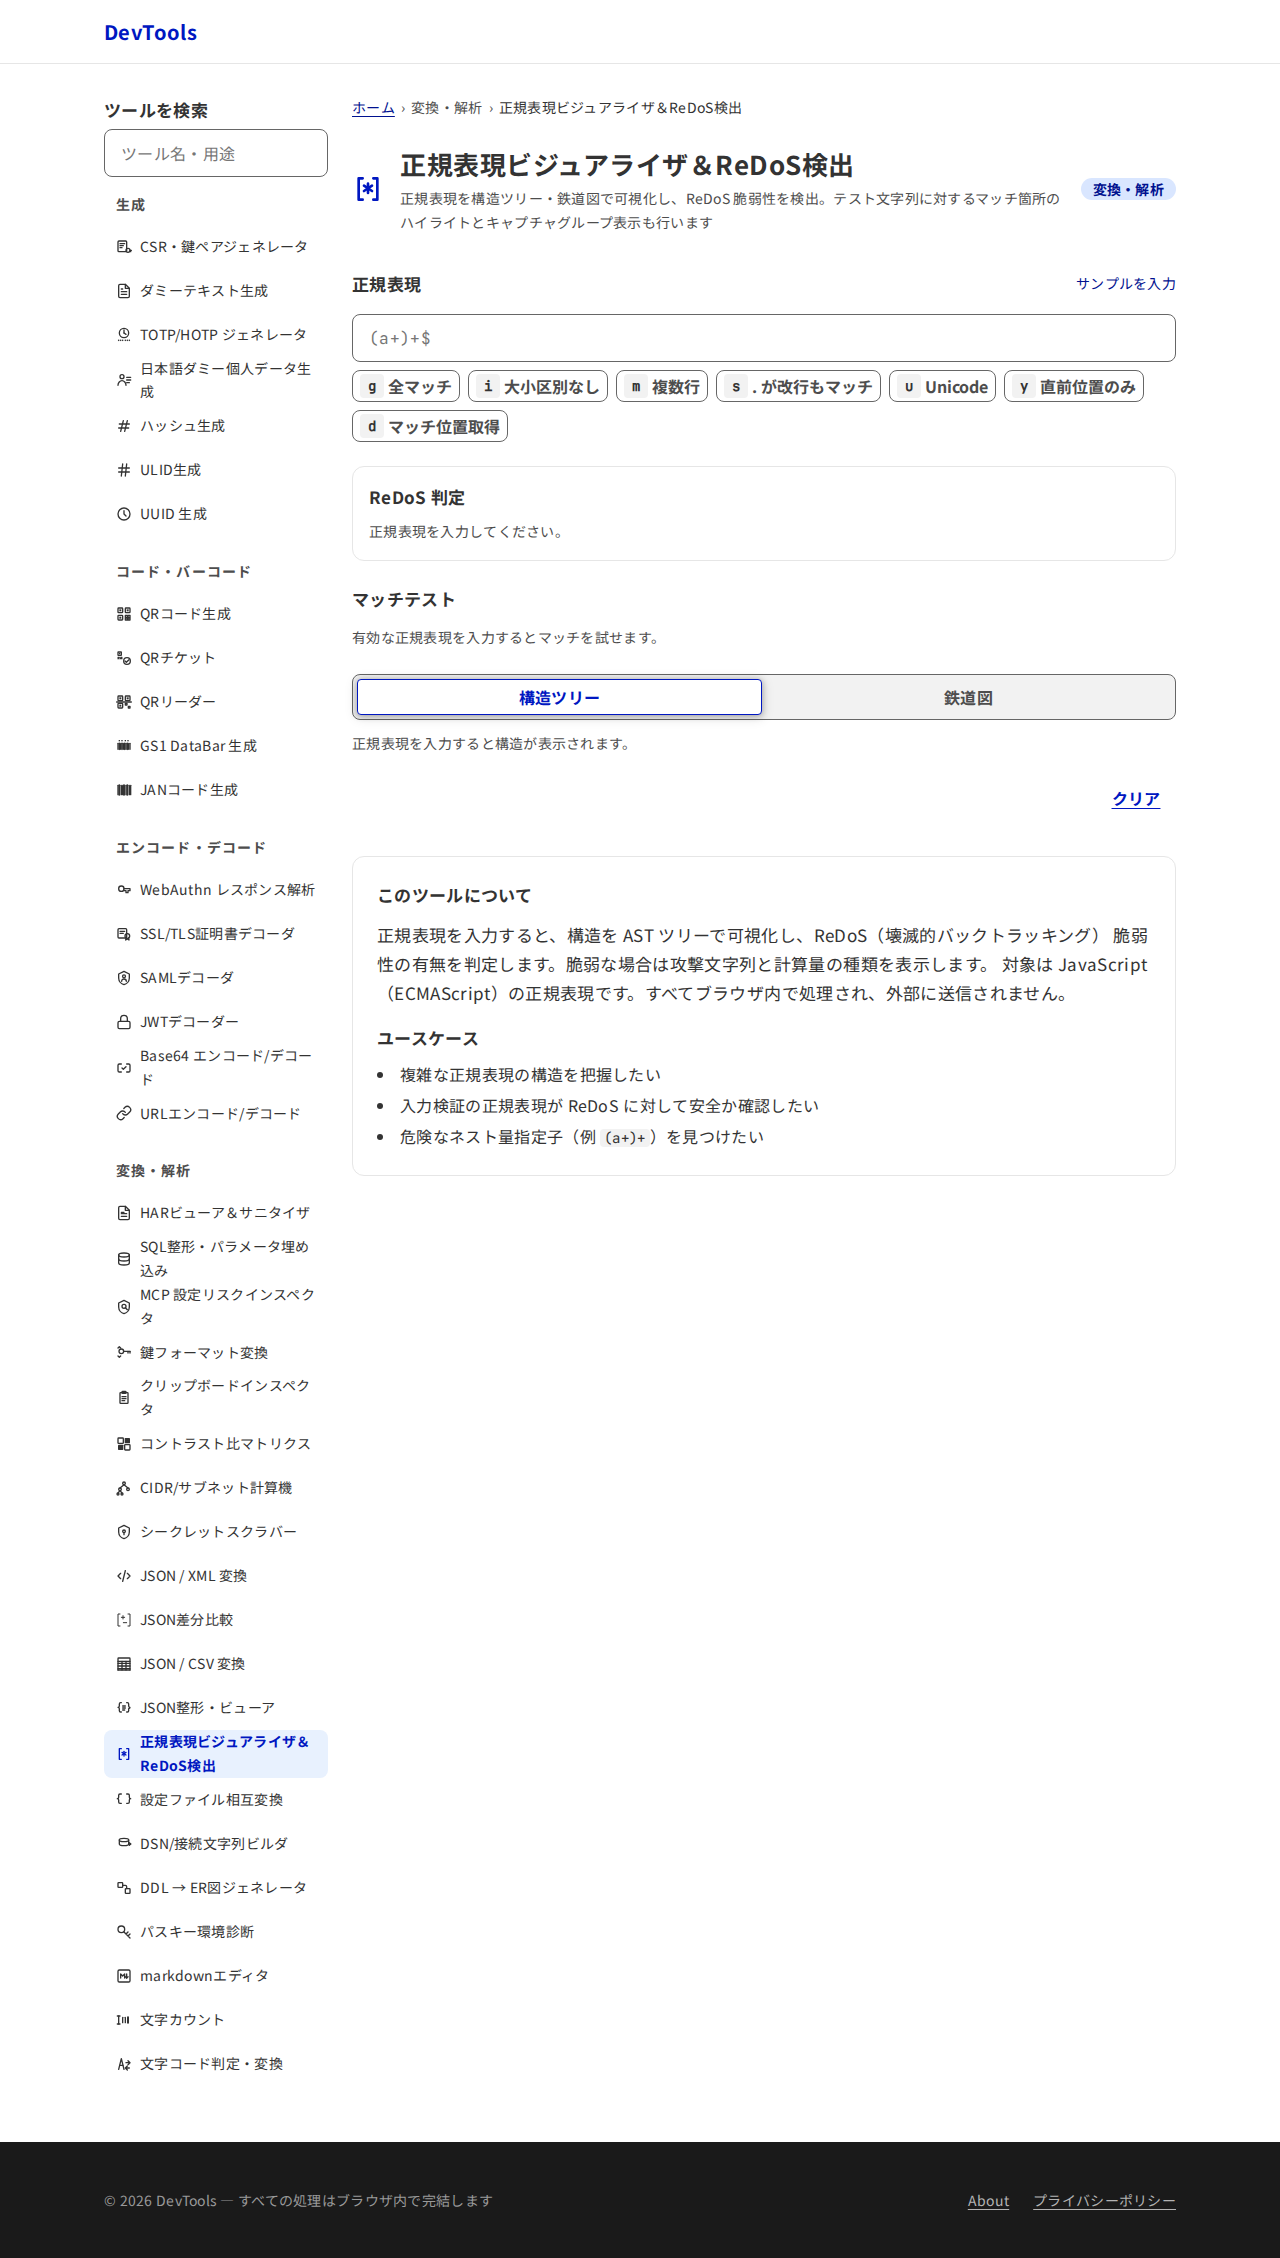 DevTools
ツールを検索
ツール名・用途
生成
CSR・鍵ペアジェネレータ
ダミーテキスト生成
TOTP/HOTP ジェネレータ
日本語ダミー個人データ生
成
ハッシュ生成
ULID生成
UUID 生成
コード・バーコード
QRコード生成
QRチケット
QRリーダー
GS1 DataBar 生成
JANコード生成
エンコード・デコード
WebAuthn レスポンス解析
SSL/TLS証明書デコーダ
SAMLデコーダ
JWTデコーダー
Base64 エンコード/デコー
ド
URLエンコード/デコード
変換・解析
HARビューア＆サニタイザ
SQL整形・パラメータ埋め
込み
MCP 設定リスクインスペク
タ
鍵フォーマット変換
クリップボードインスペク
タ
コントラスト比マトリクス
CIDR/サブネット計算機
シークレットスクラバー
JSON / XML 変換
JSON差分比較
JSON / CSV 変換
JSON整形・ビューア
正規表現ビジュアライザ＆
ReDoS検出
設定ファイル相互変換
DSN/接続文字列ビルダ
DDL → ER図ジェネレータ
パスキー環境診断
markdownエディタ
文字カウント
文字コード判定・変換
ホーム › 変換・解析 › 正規表現ビジュアライザ＆ReDoS検出
正規表現ビジュアライザ＆ReDoS検出
正規表現を構造ツリー・鉄道図で可視化し、ReDoS 脆弱性を検出。テスト文字列に対するマッチ箇所の
ハイライトとキャプチャグループ表示も行います
変換・解析
正規表現
サンプルを入力
(a+)+$
g 全マッチ i 大小区別なし m 複数行 s . が改行もマッチ u Unicode y 直前位置のみ
d マッチ位置取得
ReDoS 判定
正規表現を入力してください。
マッチテスト
有効な正規表現を入力するとマッチを試せます。
構造ツリー 鉄道図
正規表現を入力すると構造が表示されます。
クリア
このツールについて
正規表現を入力すると、構造を AST ツリーで可視化し、ReDoS（壊滅的バックトラッキング） 脆弱
性の有無を判定します。脆弱な場合は攻撃文字列と計算量の種類を表示します。 対象は JavaScript
（ECMAScript）の正規表現です。すべてブラウザ内で処理され、外部に送信されません。
ユースケース
• 複雑な正規表現の構造を把握したい
• 入力検証の正規表現が ReDoS に対して安全か確認したい
• 危険なネスト量指定子（例 (a+)+ ）を見つけたい
© 2026 DevTools — すべての処理はブラウザ内で完結します
About プライバシーポリシー